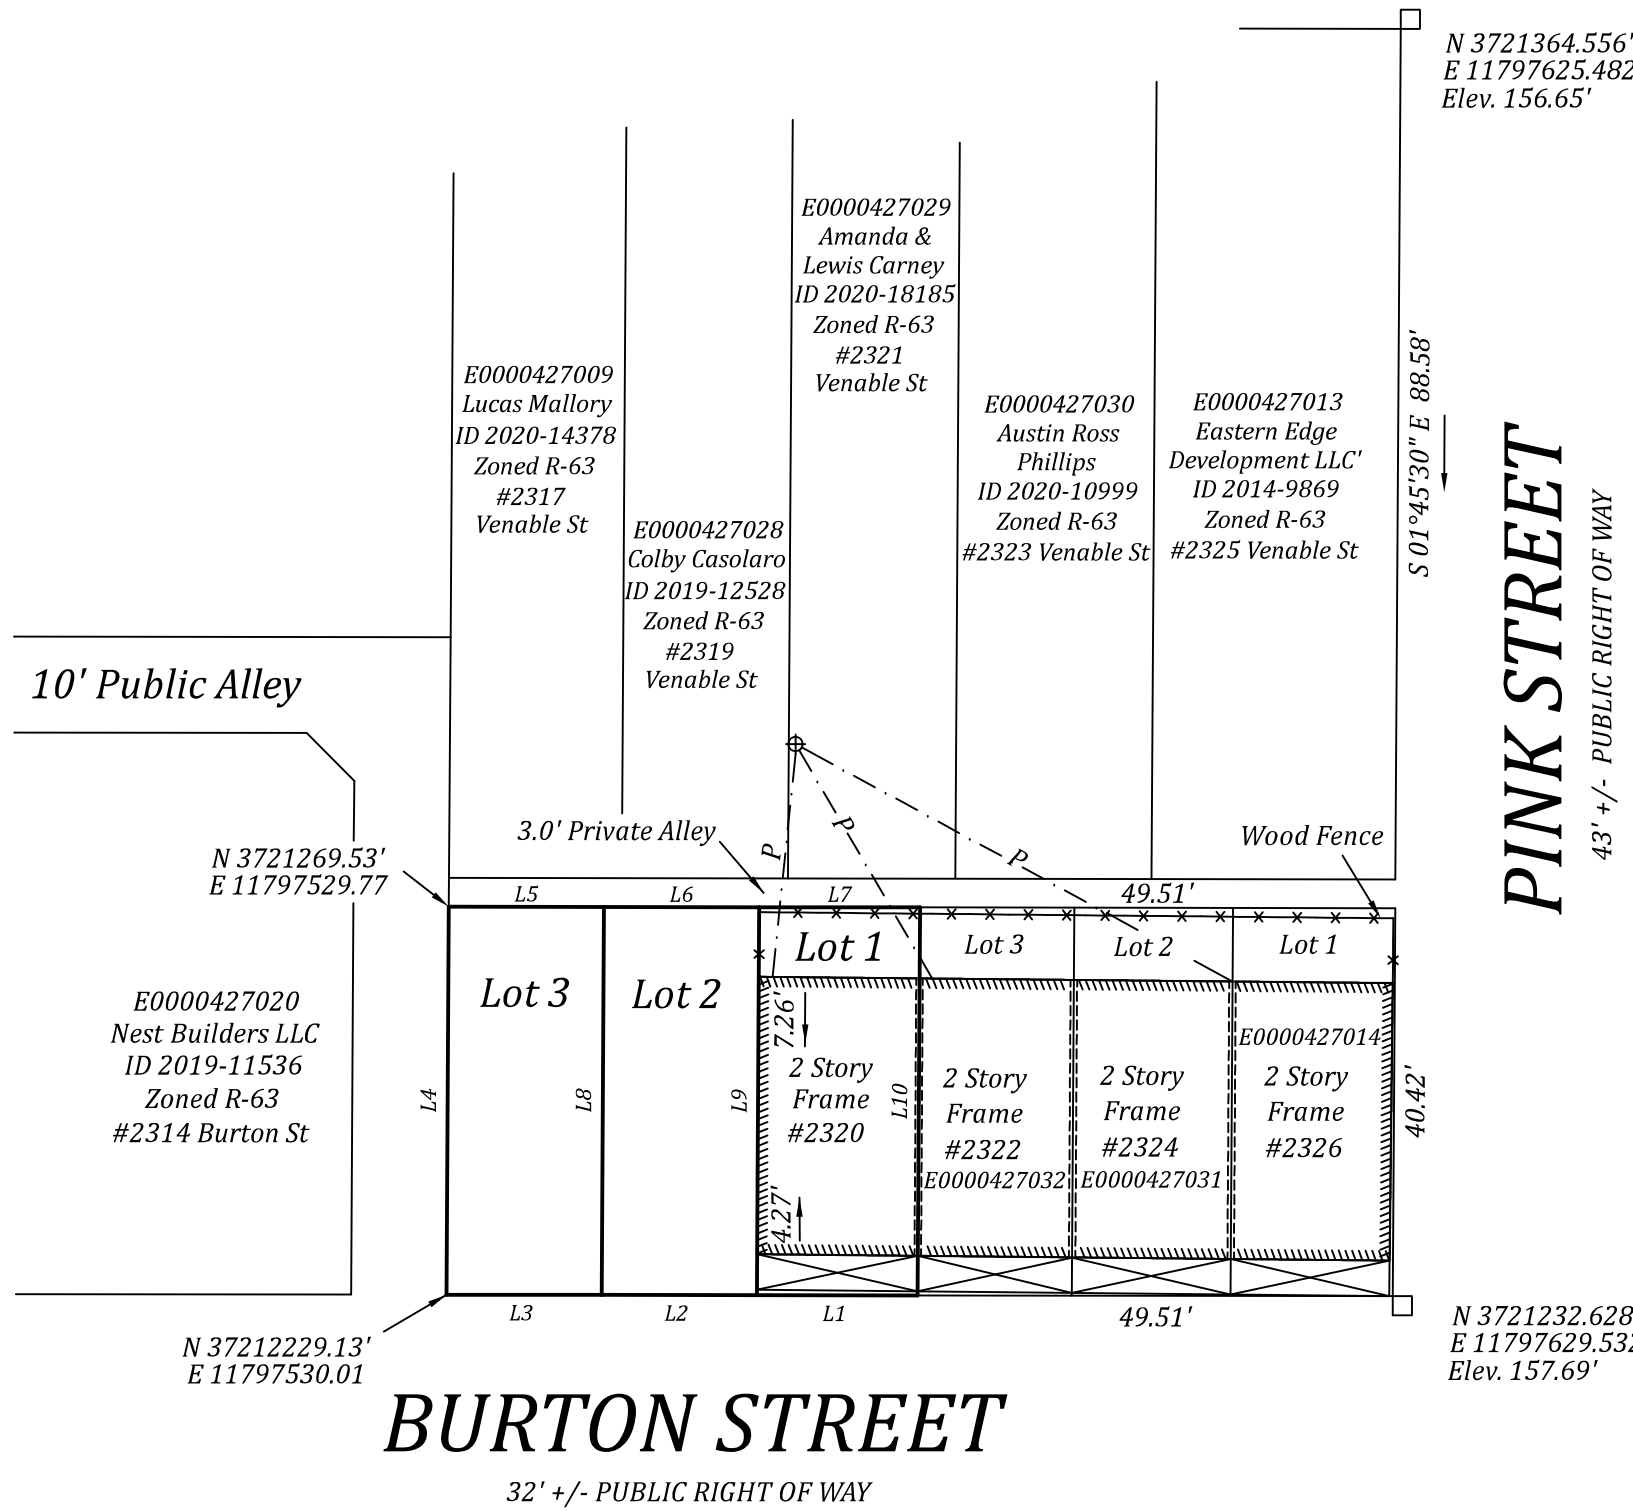 N 3721364.556'
E 11797625.482
Elev. 156.65'
E0000427029
Amanda &
Lewis Carney
ID 2020-18185
Zoned R-63
#2321
Venable St
E0000427009
Lucas Mallory
ID 2020-14378
Zoned R-63
#2317
Venable St
E0000427030
Austin Ross
Phillips
ID 2020-10999
Zoned R-63
#2323 Venable St
E0000427013
Eastern Edge
Development LLC'
ID 2014-9869
Zoned R-63
#2325 Venable St
S 01°45'30" E 88.58'
PINK STREET
43' +/- PUBLIC RIGHT OF WAY
E0000427028
Colby Casolaro
ID 2019-12528
Zoned R-63
#2319
Venable St
10' Public Alley
3.0' Private Alley
P
P
P
Wood Fence
N 3721269.53'
E 11797529.77
L5
L6
L7
49.51'
Lot 3
Lot 2
Lot 1
Lot 3
Lot 2
Lot 1
E0000427020
Nest Builders LLC
ID 2019-11536
Zoned R-63
#2314 Burton St
L4
L8
L9
L10
7.26'
2 Story
Frame
#2320
4.27'
2 Story
Frame
#2322
E0000427032
2 Story
Frame
#2324
E0000427031
E0000427014
2 Story
Frame
#2326
40.42'
L3
L2
L1
49.51'
N 37212229.13'
E 11797530.01
N 3721232.628
E 11797629.532
Elev. 157.69'
BURTON STREET
32' +/- PUBLIC RIGHT OF WAY